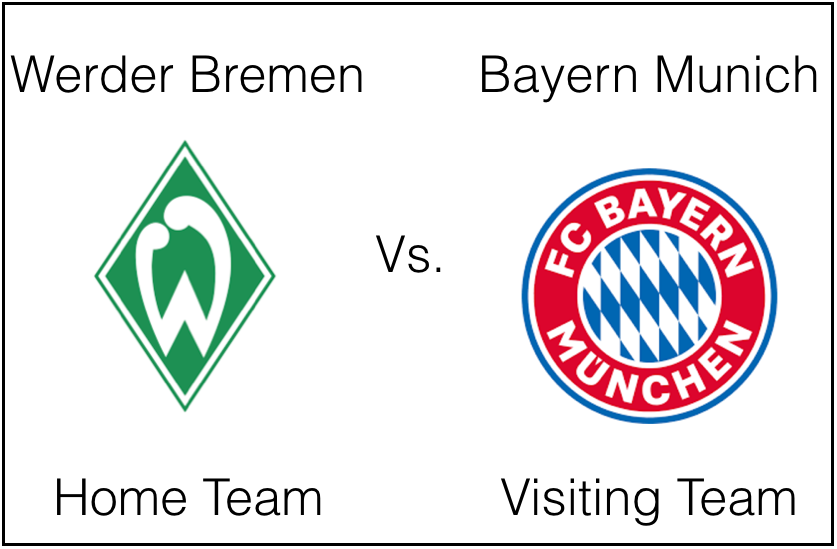 Werder Bremen
Bayern Munich
W
Vs.
FC BAYERN
MÜNCHEN
Home Team
Visiting Team